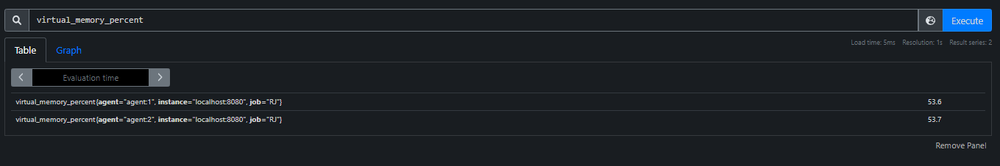 virtual_memory_percent
Execute
Table
Graph
Load time: 5ms Resolution: 1s Result series: 2
Evaluation time
virtual_memory_percent{agent="agent:1", instance="localhost:8080", job="RJ"} 53.6
virtual_memory_percent{agent="agent:2", instance="localhost:8080", job="RJ"} 53.7
Remove Panel